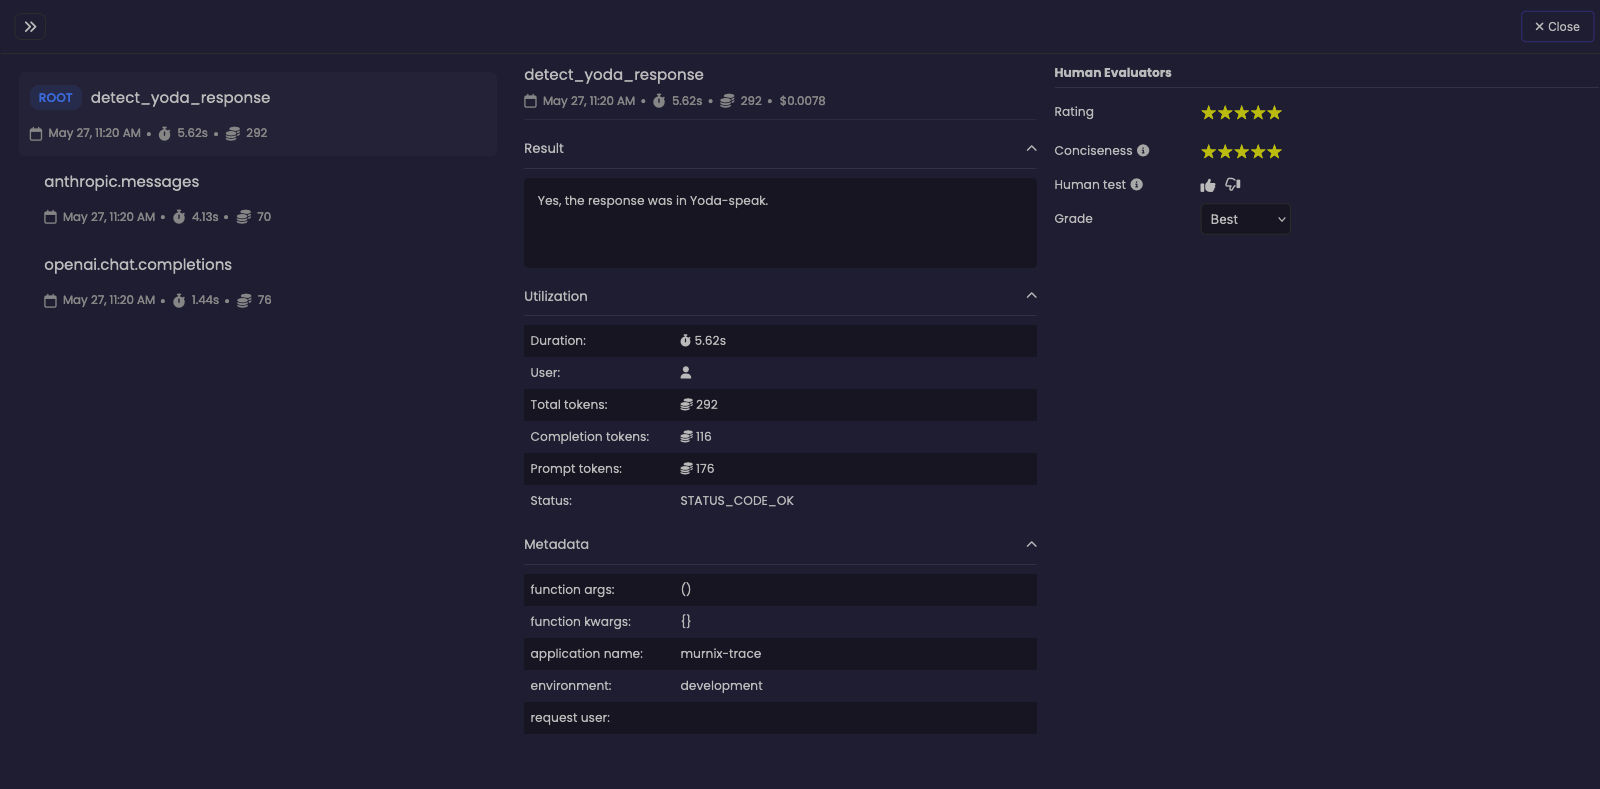 Close
ROOT detect_yoda_response
May 27, 11:20 AM • 5.62s • 292
anthropic.messages
May 27, 11:20 AM • 4.13s • 70
openai.chat.completions
May 27, 11:20 AM • 1.44s • 76
detect_yoda_response
May 27, 11:20 AM • 5.62s • 292 • $0.0078
Result
Yes, the response was in Yoda-speak.
Utilization
Duration: 5.62s
User:
Total tokens: 292
Completion tokens: 116
Prompt tokens: 176
Status: STATUS_CODE_OK
Metadata
function args: ()
function kwargs: {}
application name: murnix-trace
environment: development
request user:
Human Evaluators
Rating
Conciseness
Human test
Grade Best